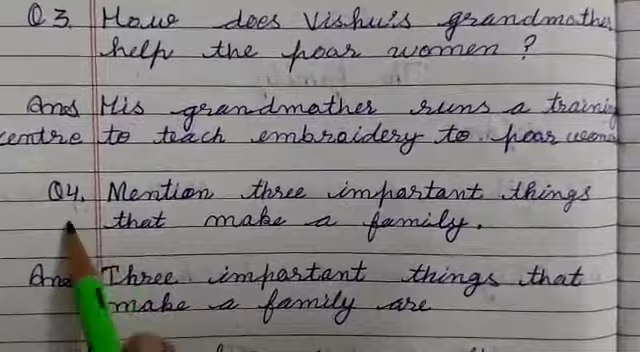 Q3. How does Vishu's grandmother
help the poor women ?
Ans His grandmother runs a training
centre to teach embroidery to poor
Q4. Mention three important things
that make a family.
Ans Three important things that
make a family are